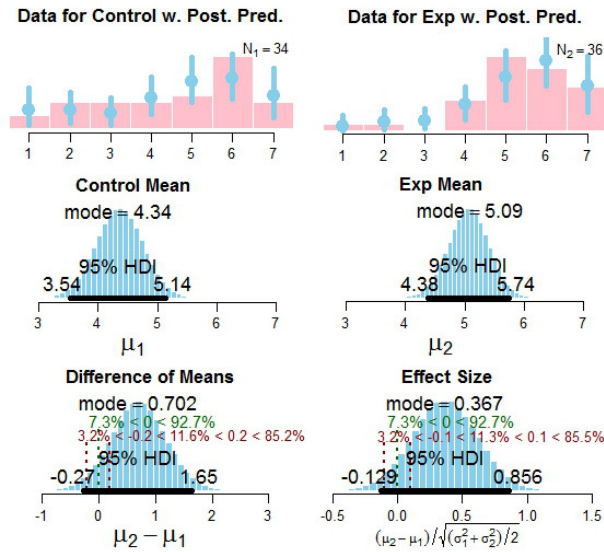 Data for Control w. Post. Pred.
N₁ = 34
1 2 3 4 5 6 7
Data for Exp w. Post. Pred.
N₂ = 36
1 2 3 4 5 6 7
Control Mean
mode = 4.34
95% HDI
3.54 5.14
3 4 5 6 7
μ₁
Exp Mean
mode = 5.09
95% HDI
4.38 5.74
3 4 5 6 7
μ₂
Difference of Means
mode = 0.702
7.3% < 0 < 92.7%
3.2% < -0.2 < 11.6% < 0.2 < 85.2%
95% HDI
-0.27 1.65
-1 0 1 2 3
μ₂ − μ₁
Effect Size
mode = 0.367
7.3% < 0 < 92.7%
3.2% < -0.1 < 11.3% < 0.1 < 85.5%
95% HDI
-0.129 0.856
-0.5 0.0 0.5 1.0 1.5
(μ₂ − μ₁)/√(σ₁² + σ₂²)/2